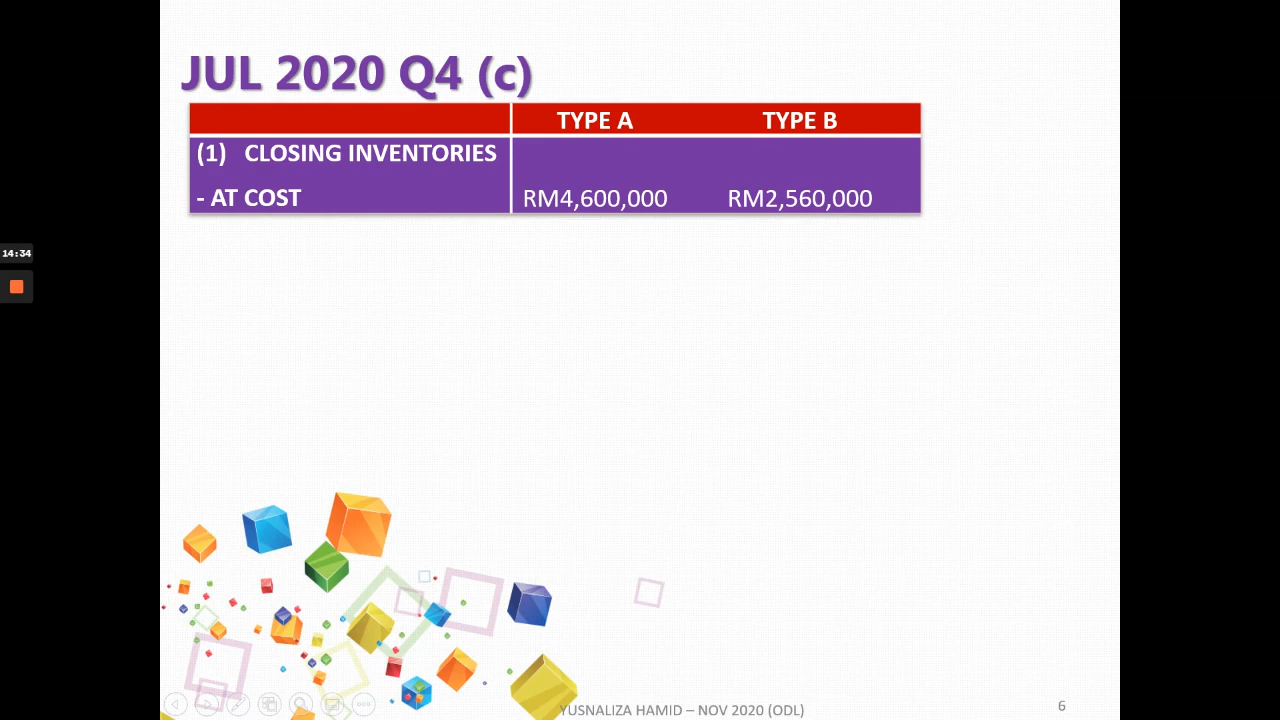 JUL 2020 Q4 (c)
TYPE A TYPE B
(1) CLOSING INVENTORIES
- AT COST RM4,600,000 RM2,560,000
14:34
YUSNALIZA HAMID – NOV 2020 (ODL)
6